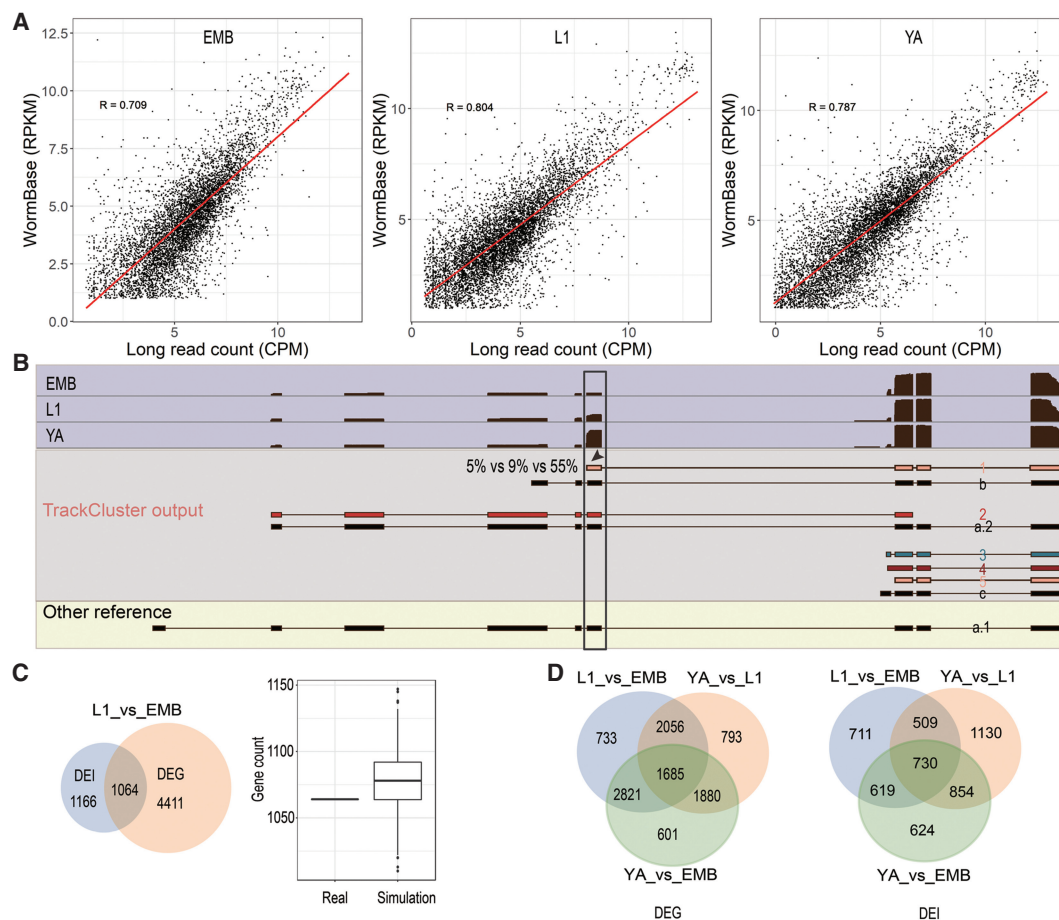 A
EMB
R = 0.709
12.5
10.0
7.5
5.0
2.5
0.0
WormBase (RPKM)
5
10
Long read count (CPM)
L1
R = 0.804
10
5
WormBase (RPKM)
0
5
10
Long read count (CPM)
YA
R = 0.787
10
5
WormBase (RPKM)
0
5
10
Long read count (CPM)
B
EMB
L1
YA
5% vs 9% vs 55%
1
b
TrackCluster output
2
a.2
3
4
5
c
Other reference
a.1
C
L1_vs_EMB
DEI
1166
1064
DEG
4411
Gene count
1150
1100
1050
Real
Simulation
D
L1_vs_EMB
YA_vs_L1
733
2056
793
1685
2821
1880
601
YA_vs_EMB
DEG
L1_vs_EMB
YA_vs_L1
711
509
1130
730
619
854
624
YA_vs_EMB
DEI